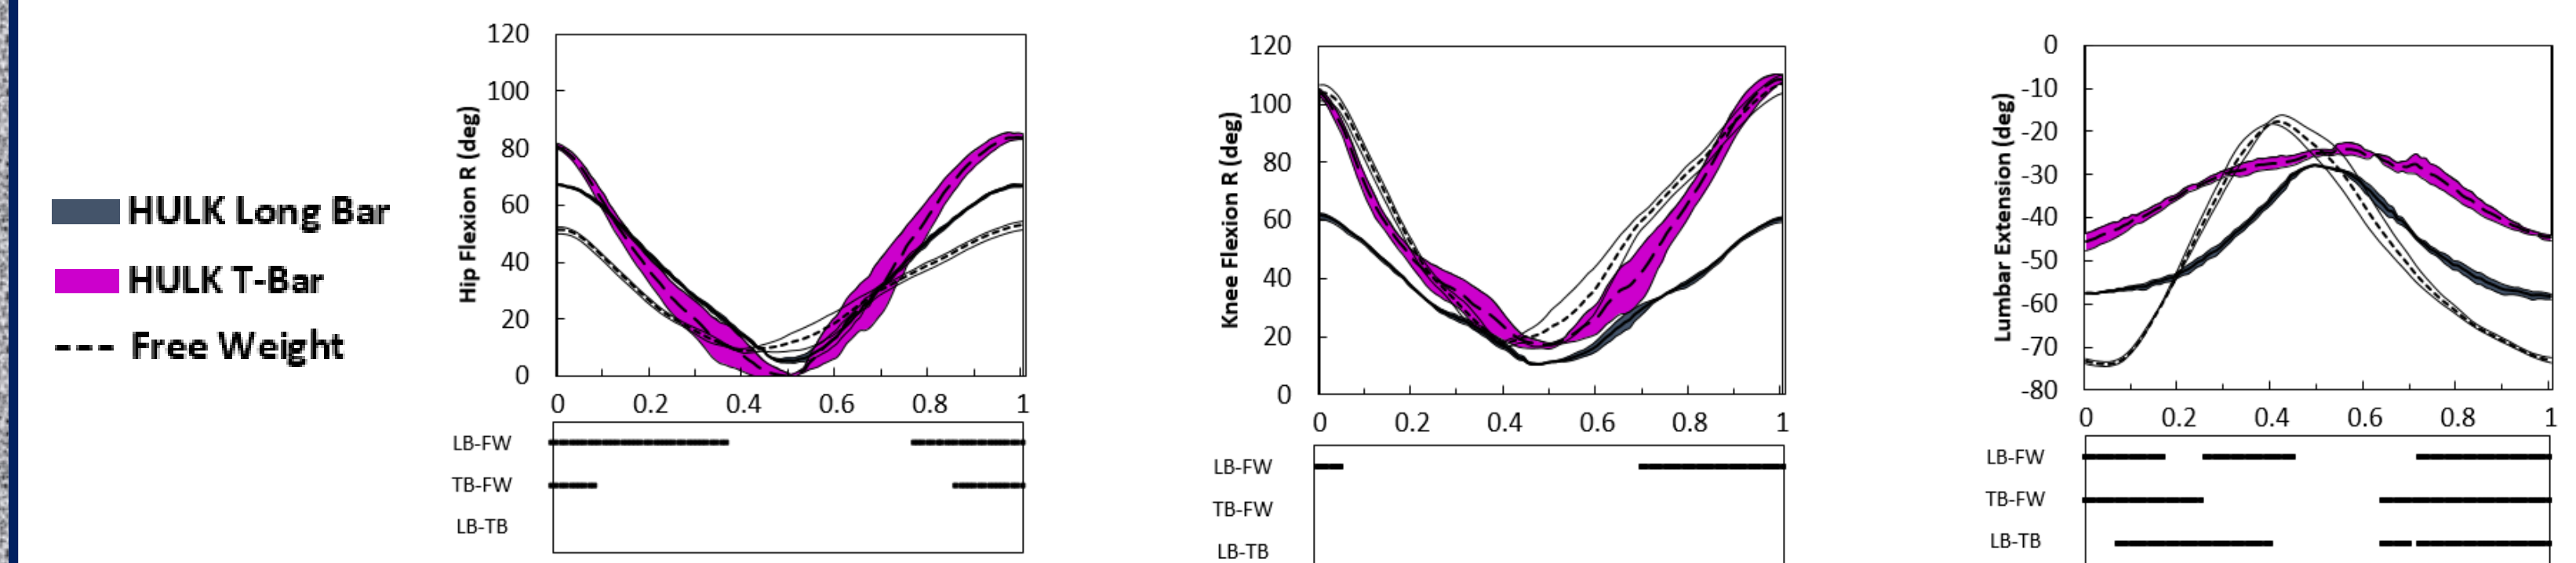 HULK Long Bar
HULK T-Bar
Free Weight
Hip Flexion R (deg)
120
100
80
60
40
20
0
0 0.2 0.4 0.6 0.8 1
LB-FW
TB-FW
LB-TB
Knee Flexion R (deg)
120
100
80
60
40
20
0
0 0.2 0.4 0.6 0.8 1
LB-FW
TB-FW
LB-TB
Lumbar Extension (deg)
0
-10
-20
-30
-40
-50
-60
-70
-80
0 0.2 0.4 0.6 0.8 1
LB-FW
TB-FW
LB-TB